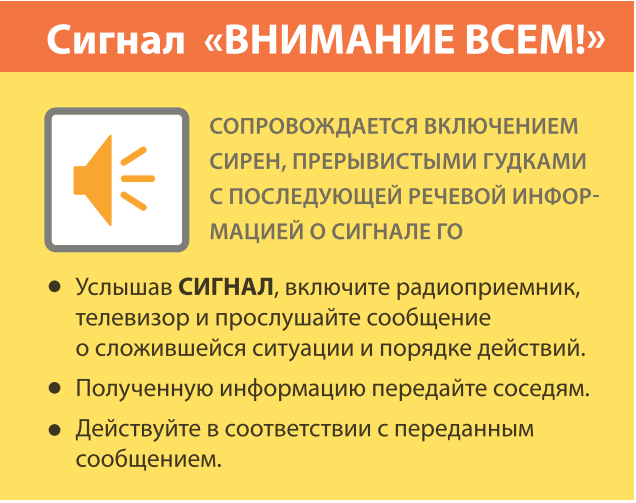 Сигнал «ВНИМАНИЕ ВСЕМ!»
СОПРОВОЖДАЕТСЯ ВКЛЮЧЕНИЕМ
СИРЕН, ПРЕРЫВИСТЫМИ ГУДКАМИ
С ПОСЛЕДУЮЩЕЙ РЕЧЕВОЙ ИНФОР-
МАЦИЕЙ О СИГНАЛЕ ГО
• Услышав СИГНАЛ, включите радиоприемник,
телевизор и прослушайте сообщение
о сложившейся ситуации и порядке действий.
• Полученную информацию передайте соседям.
• Действуйте в соответствии с переданным
сообщением.